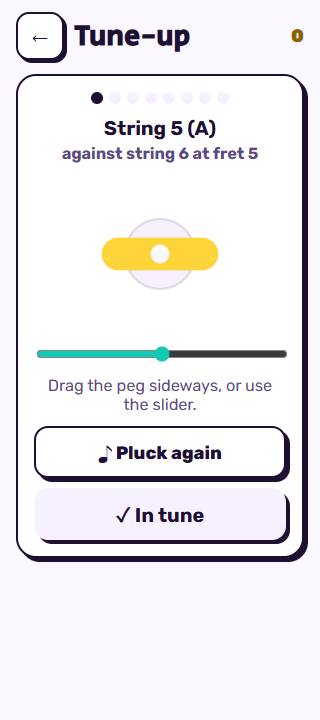 ← Tune-up 0
String 5 (A)
against string 6 at fret 5
Drag the peg sideways, or use
the slider.
♪ Pluck again
✓ In tune